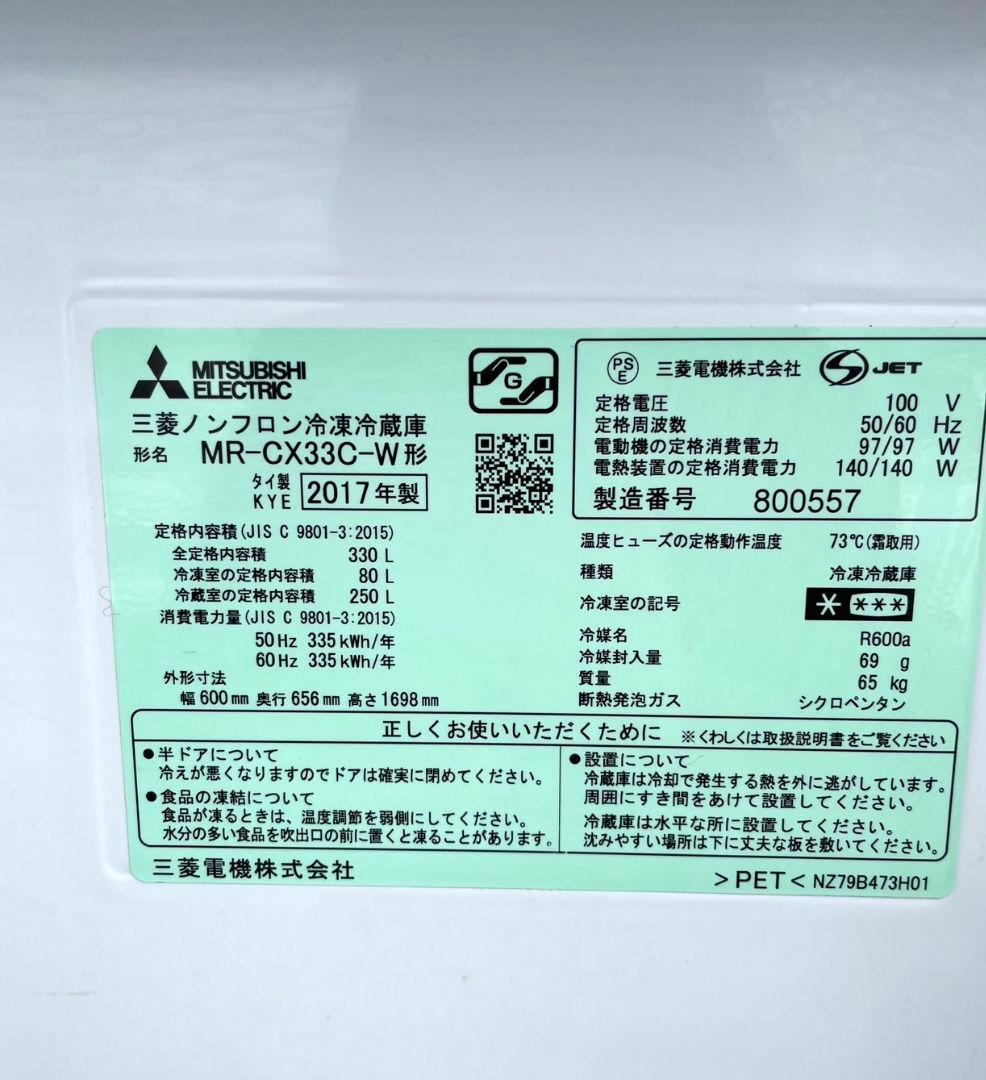 MITSUBISHI
ELECTRIC
三菱ノンフロン冷凍冷蔵庫
形名 MR-CX33C-W形
タイ製
KYE 2017年製
定格内容積(JIS C 9801-3:2015)
全定格内容積 330 L
冷凍室の定格内容積 80 L
冷蔵室の定格内容積 250 L
消費電力量(JIS C 9801-3:2015)
50Hz 335kWh/年
60Hz 335kWh/年
外形寸法
幅600mm 奥行656mm 高さ1698mm
G
PS
E 三菱電機株式会社 S JET
定格電圧 100 V
定格周波数 50/60 Hz
電動機の定格消費電力 97/97 W
電熱装置の定格消費電力 140/140 W
製造番号 800557
温度ヒューズの定格動作温度 73℃(霜取用)
種類 冷凍冷蔵庫
冷凍室の記号 * ***
冷媒名 R600a
冷媒封入量 69 g
質量 65 kg
断熱発泡ガス シクロペンタン
正しくお使いいただくために ※くわしくは取扱説明書をご覧ください
●半ドアについて
冷えが悪くなりますのでドアは確実に閉めてください。
●食品の凍結について
食品が凍るときは、温度調節を弱側にしてください。
水分の多い食品を吹出口の前に置くと凍ることがあります。
●設置について
冷蔵庫は冷却で発生する熱を外に逃がしています。
周囲にすき間をあけて設置してください。
冷蔵庫は水平な所に設置してください。
沈みやすい場所は下に丈夫な板を敷いてください。
三菱電機株式会社
>PET< NZ79B473H01